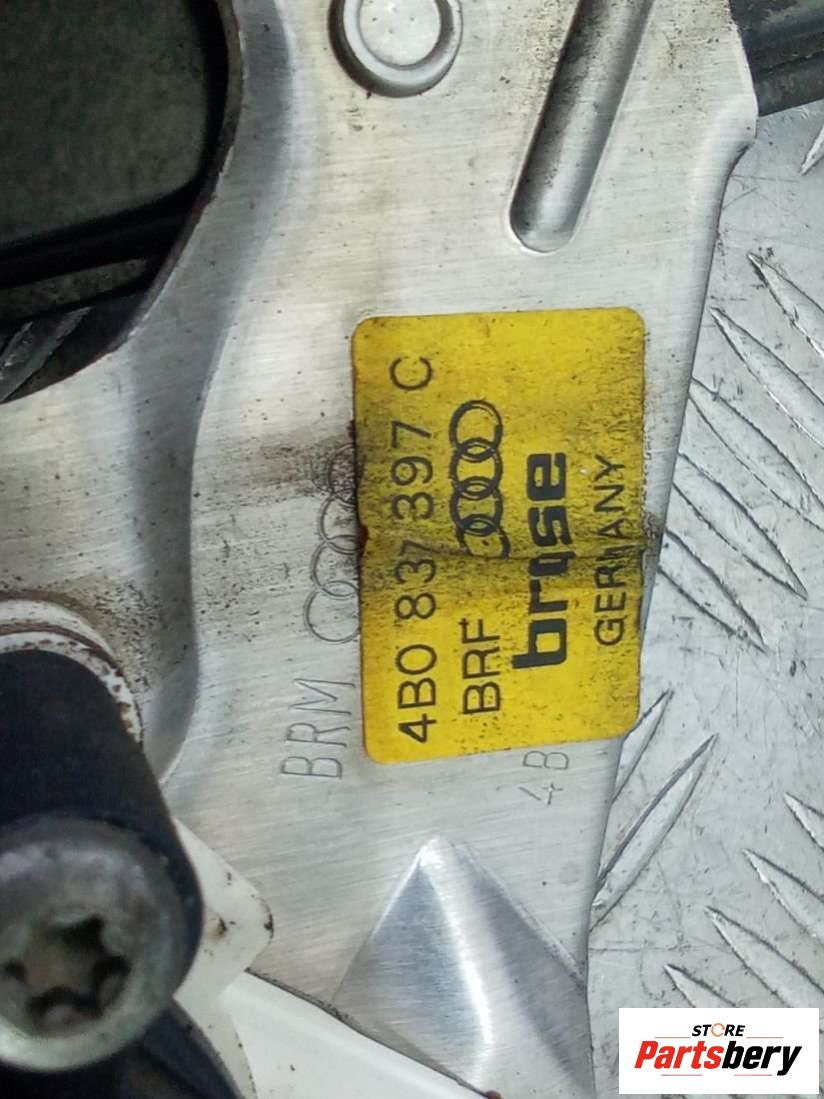 4B0 837 397 C
BRF
brose
GERMANY
BRM
4B
STORE
Partsbery